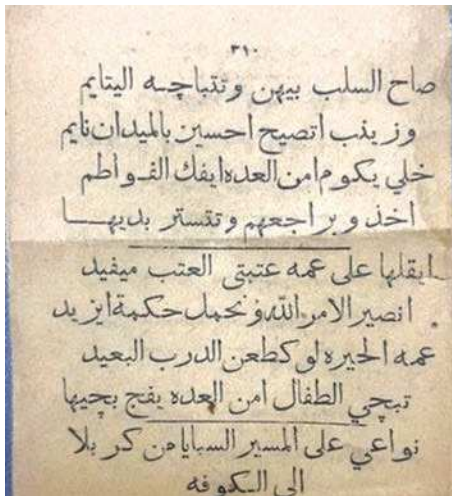 ٣١٠
صاح السلب بيهن وتتباچه اليتايم
وزينب اتصيح احسين بالميدان نايم
خلي يكوم امن العده ايفك الفواطم
اخذ وبراجعهم وتتستر بديها
ايقلها على عمه عتبتي العتب ميفيد
انصير الامر الله ونحمل حكمة ايزيد
عمه الحيره لو كطعن الدرب البعيد
تبچي الطفال امن العده يفج بچيها
نواعي على المسير السبايا من كربلا
الى الكوفه